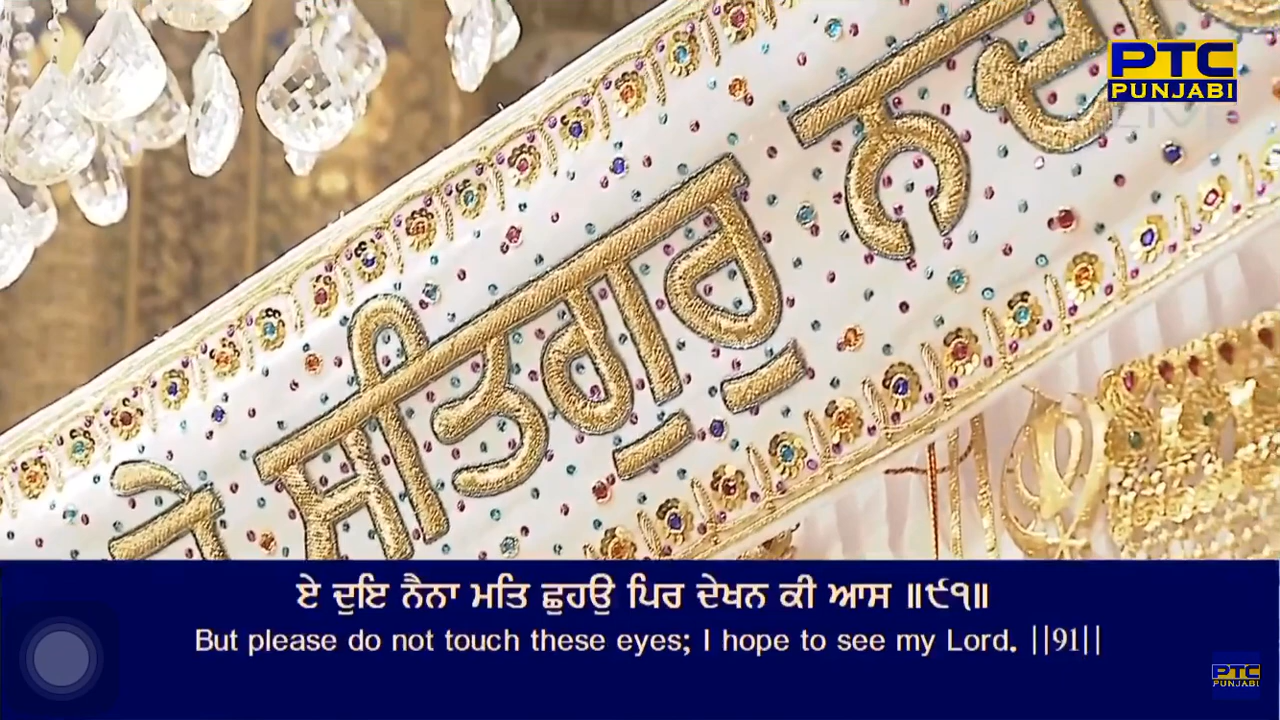 PTC
PUNJABI
LIVE
ਸਤਿਗੁਰੁ
ਏ ਦੁਇ ਨੈਨਾ ਮਤਿ ਛੁਹਉ ਪਿਰ ਦੇਖਨ ਕੀ ਆਸ ॥੯੧॥
But please do not touch these eyes; I hope to see my Lord. ||91||
PTC
PUNJABI